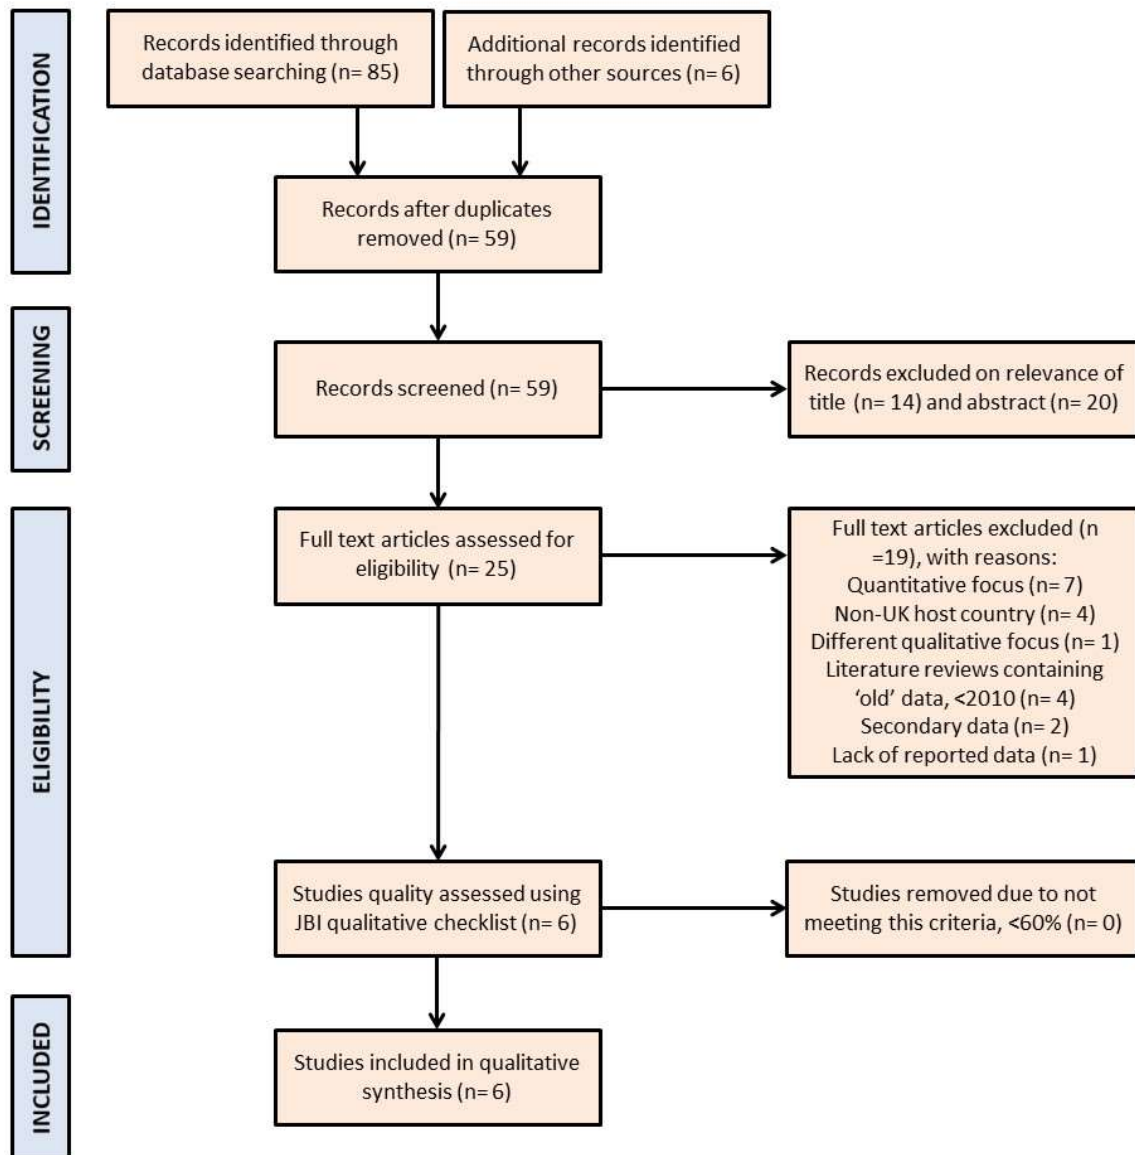 IDENTIFICATION
Records identified through
database searching (n= 85)
Additional records identified
through other sources (n= 6)
Records after duplicates
removed (n= 59)
SCREENING
Records screened (n= 59)
Records excluded on relevance of
title (n= 14) and abstract (n= 20)
ELIGIBILITY
Full text articles assessed for
eligibility (n= 25)
Full text articles excluded (n
=19), with reasons:
Quantitative focus (n= 7)
Non-UK host country (n= 4)
Different qualitative focus (n= 1)
Literature reviews containing
‘old’ data, <2010 (n= 4)
Secondary data (n= 2)
Lack of reported data (n= 1)
Studies quality assessed using
JBI qualitative checklist (n= 6)
Studies removed due to not
meeting this criteria, <60% (n= 0)
INCLUDED
Studies included in qualitative
synthesis (n= 6)